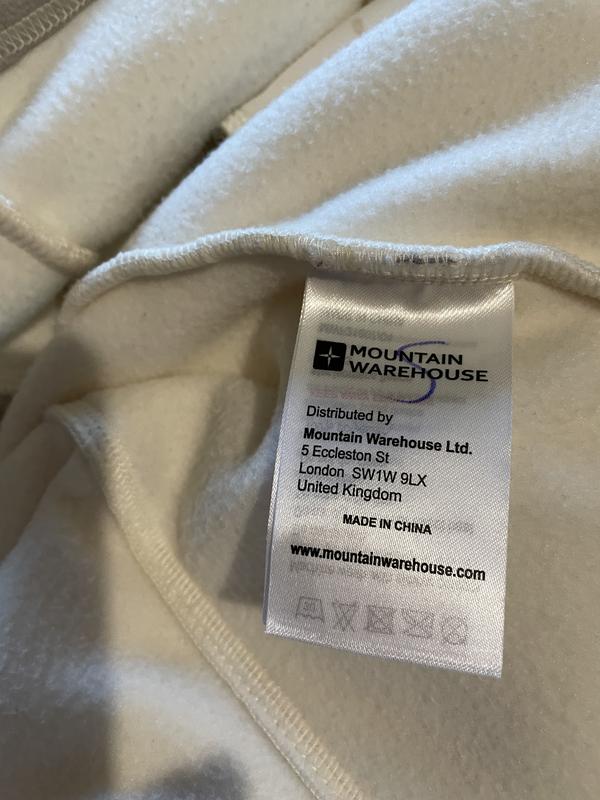 MOUNTAIN
WAREHOUSE
Distributed by
Mountain Warehouse Ltd.
5 Eccleston St
London SW1W 9LX
United Kingdom
MADE IN CHINA
www.mountainwarehouse.com
30